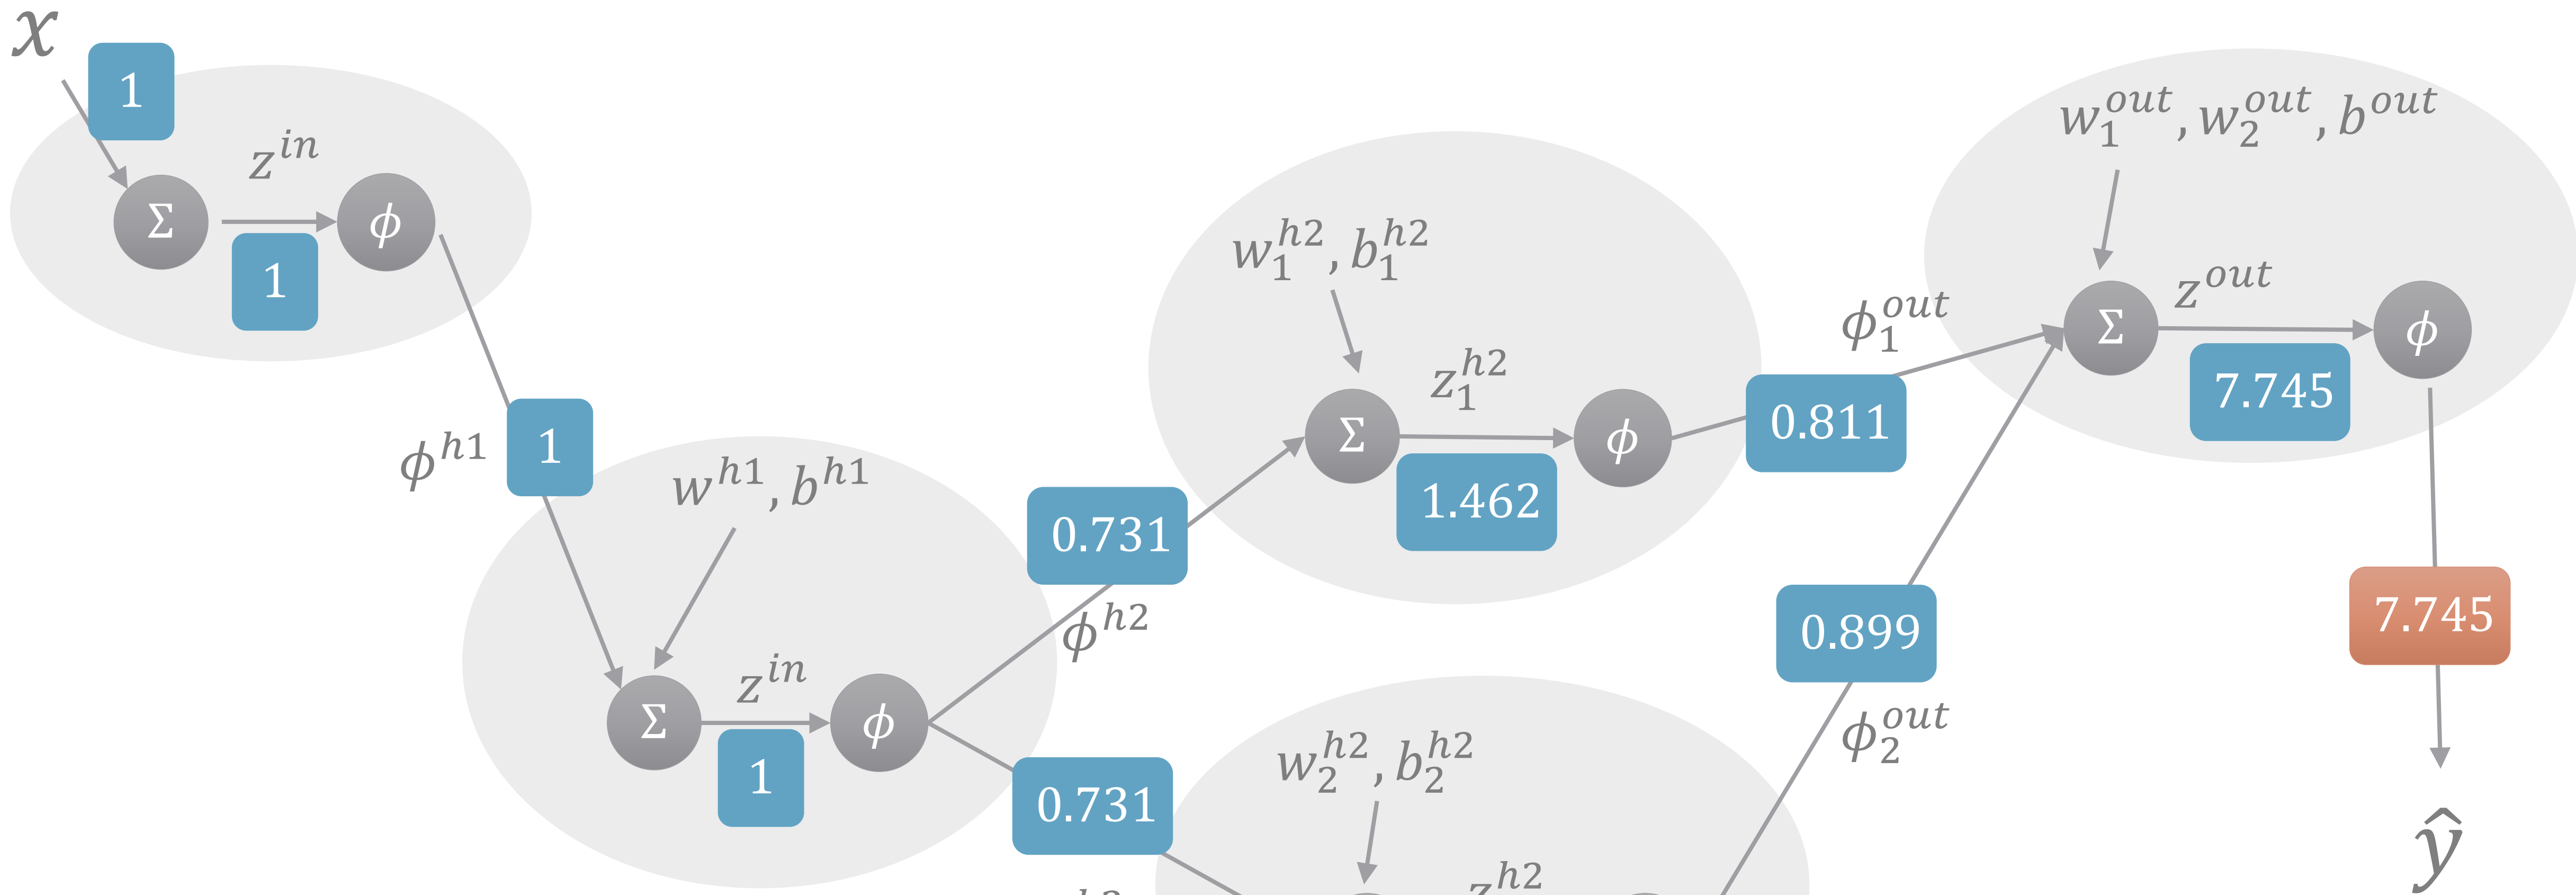 x
1
z^{in}
Σ
ϕ
1
ϕ^{h1}
1
w^{h1}, b^{h1}
z^{in}
Σ
ϕ
1
0.731
ϕ^{h2}
0.731
w_1^{h2}, b_1^{h2}
z_1^{h2}
Σ
ϕ
1.462
w_2^{h2}, b_2^{h2}
z^{h2}
ϕ_1^{out}
0.811
0.899
ϕ_2^{out}
w_1^{out}, w_2^{out}, b^{out}
z^{out}
Σ
ϕ
7.745
7.745
ŷ